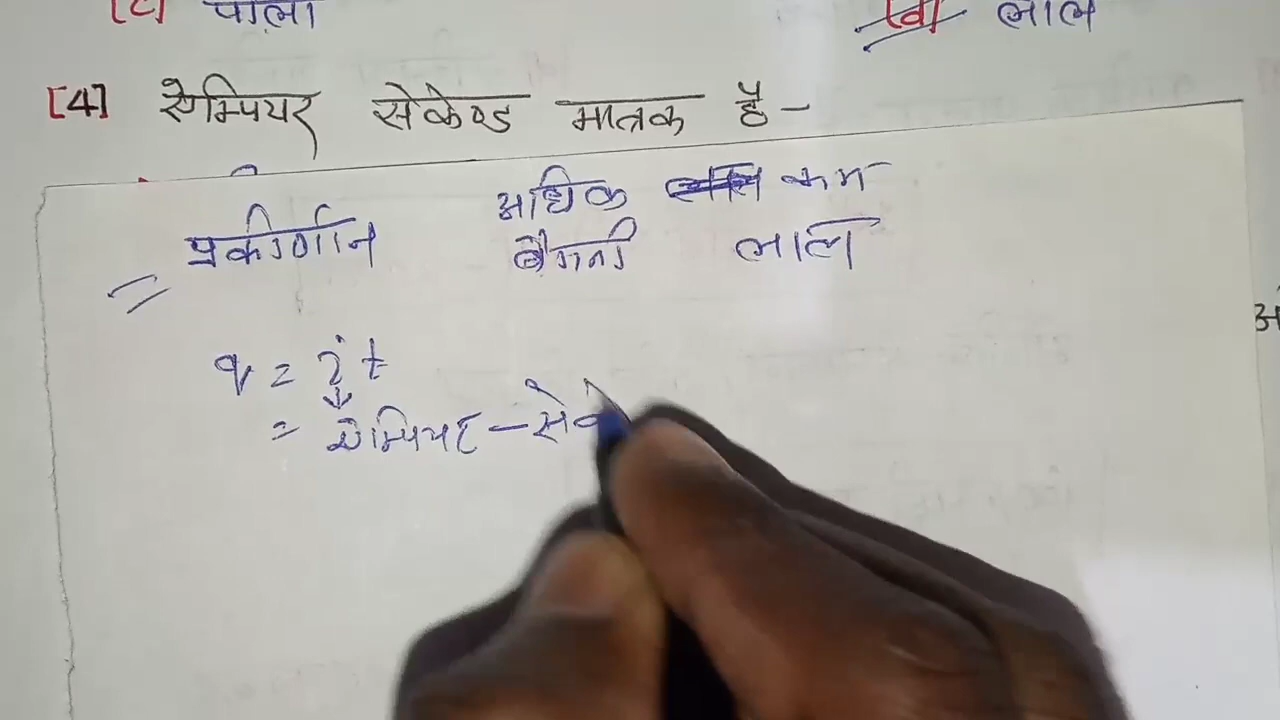 [C] पीला [D] लाल
[4] ऐम्पियर सेकेण्ड मात्रक है -
अधिक कम
प्रकीर्णन बैगनी लाल
q = i t
= ऐम्पियर - से